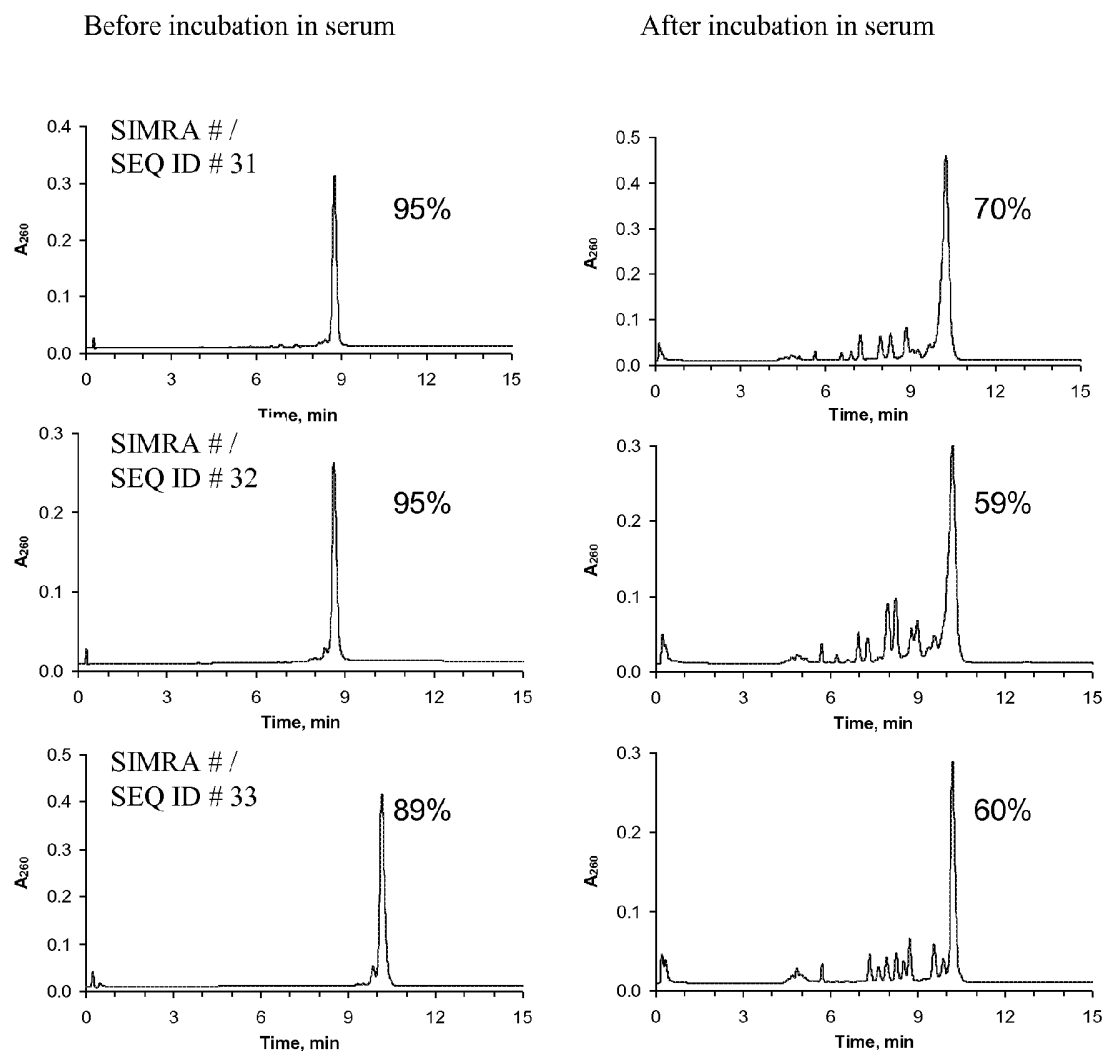 Before incubation in serum
After incubation in serum
SIMRA # /
SEQ ID # 31
95%
0.4
0.3
0.2
0.1
0.0
A260
0 3 6 9 12 15
Time, min
70%
0.5
0.4
0.3
0.2
0.1
0.0
A260
0 3 6 9 12 15
Time, min
SIMRA # /
SEQ ID # 32
95%
0.3
0.2
0.1
0.0
A260
0 3 6 9 12 15
Time, min
59%
0.3
0.2
0.1
0.0
A260
0 3 6 9 12 15
Time, min
SIMRA # /
SEQ ID # 33
89%
0.5
0.4
0.3
0.2
0.1
0.0
A260
0 3 6 9 12 15
Time, min
60%
0.3
0.2
0.1
0.0
A260
0 3 6 9 12 15
Time, min